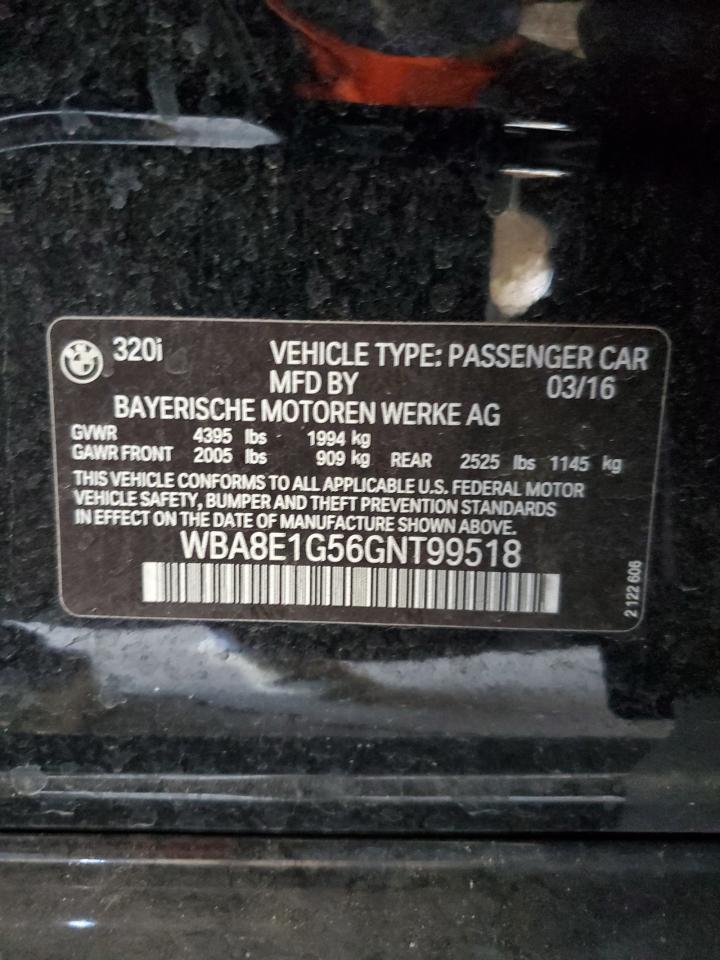 320i VEHICLE TYPE: PASSENGER CAR
MFD BY 03/16
BAYERISCHE MOTOREN WERKE AG
GVWR 4395 lbs 1994 kg
GAWR FRONT 2005 lbs 909 kg REAR 2525 lbs 1145 kg
THIS VEHICLE CONFORMS TO ALL APPLICABLE U.S. FEDERAL MOTOR
VEHICLE SAFETY, BUMPER AND THEFT PREVENTION STANDARDS
IN EFFECT ON THE DATE OF MANUFACTURE SHOWN ABOVE.
WBA8E1G56GNT99518
2 122 606